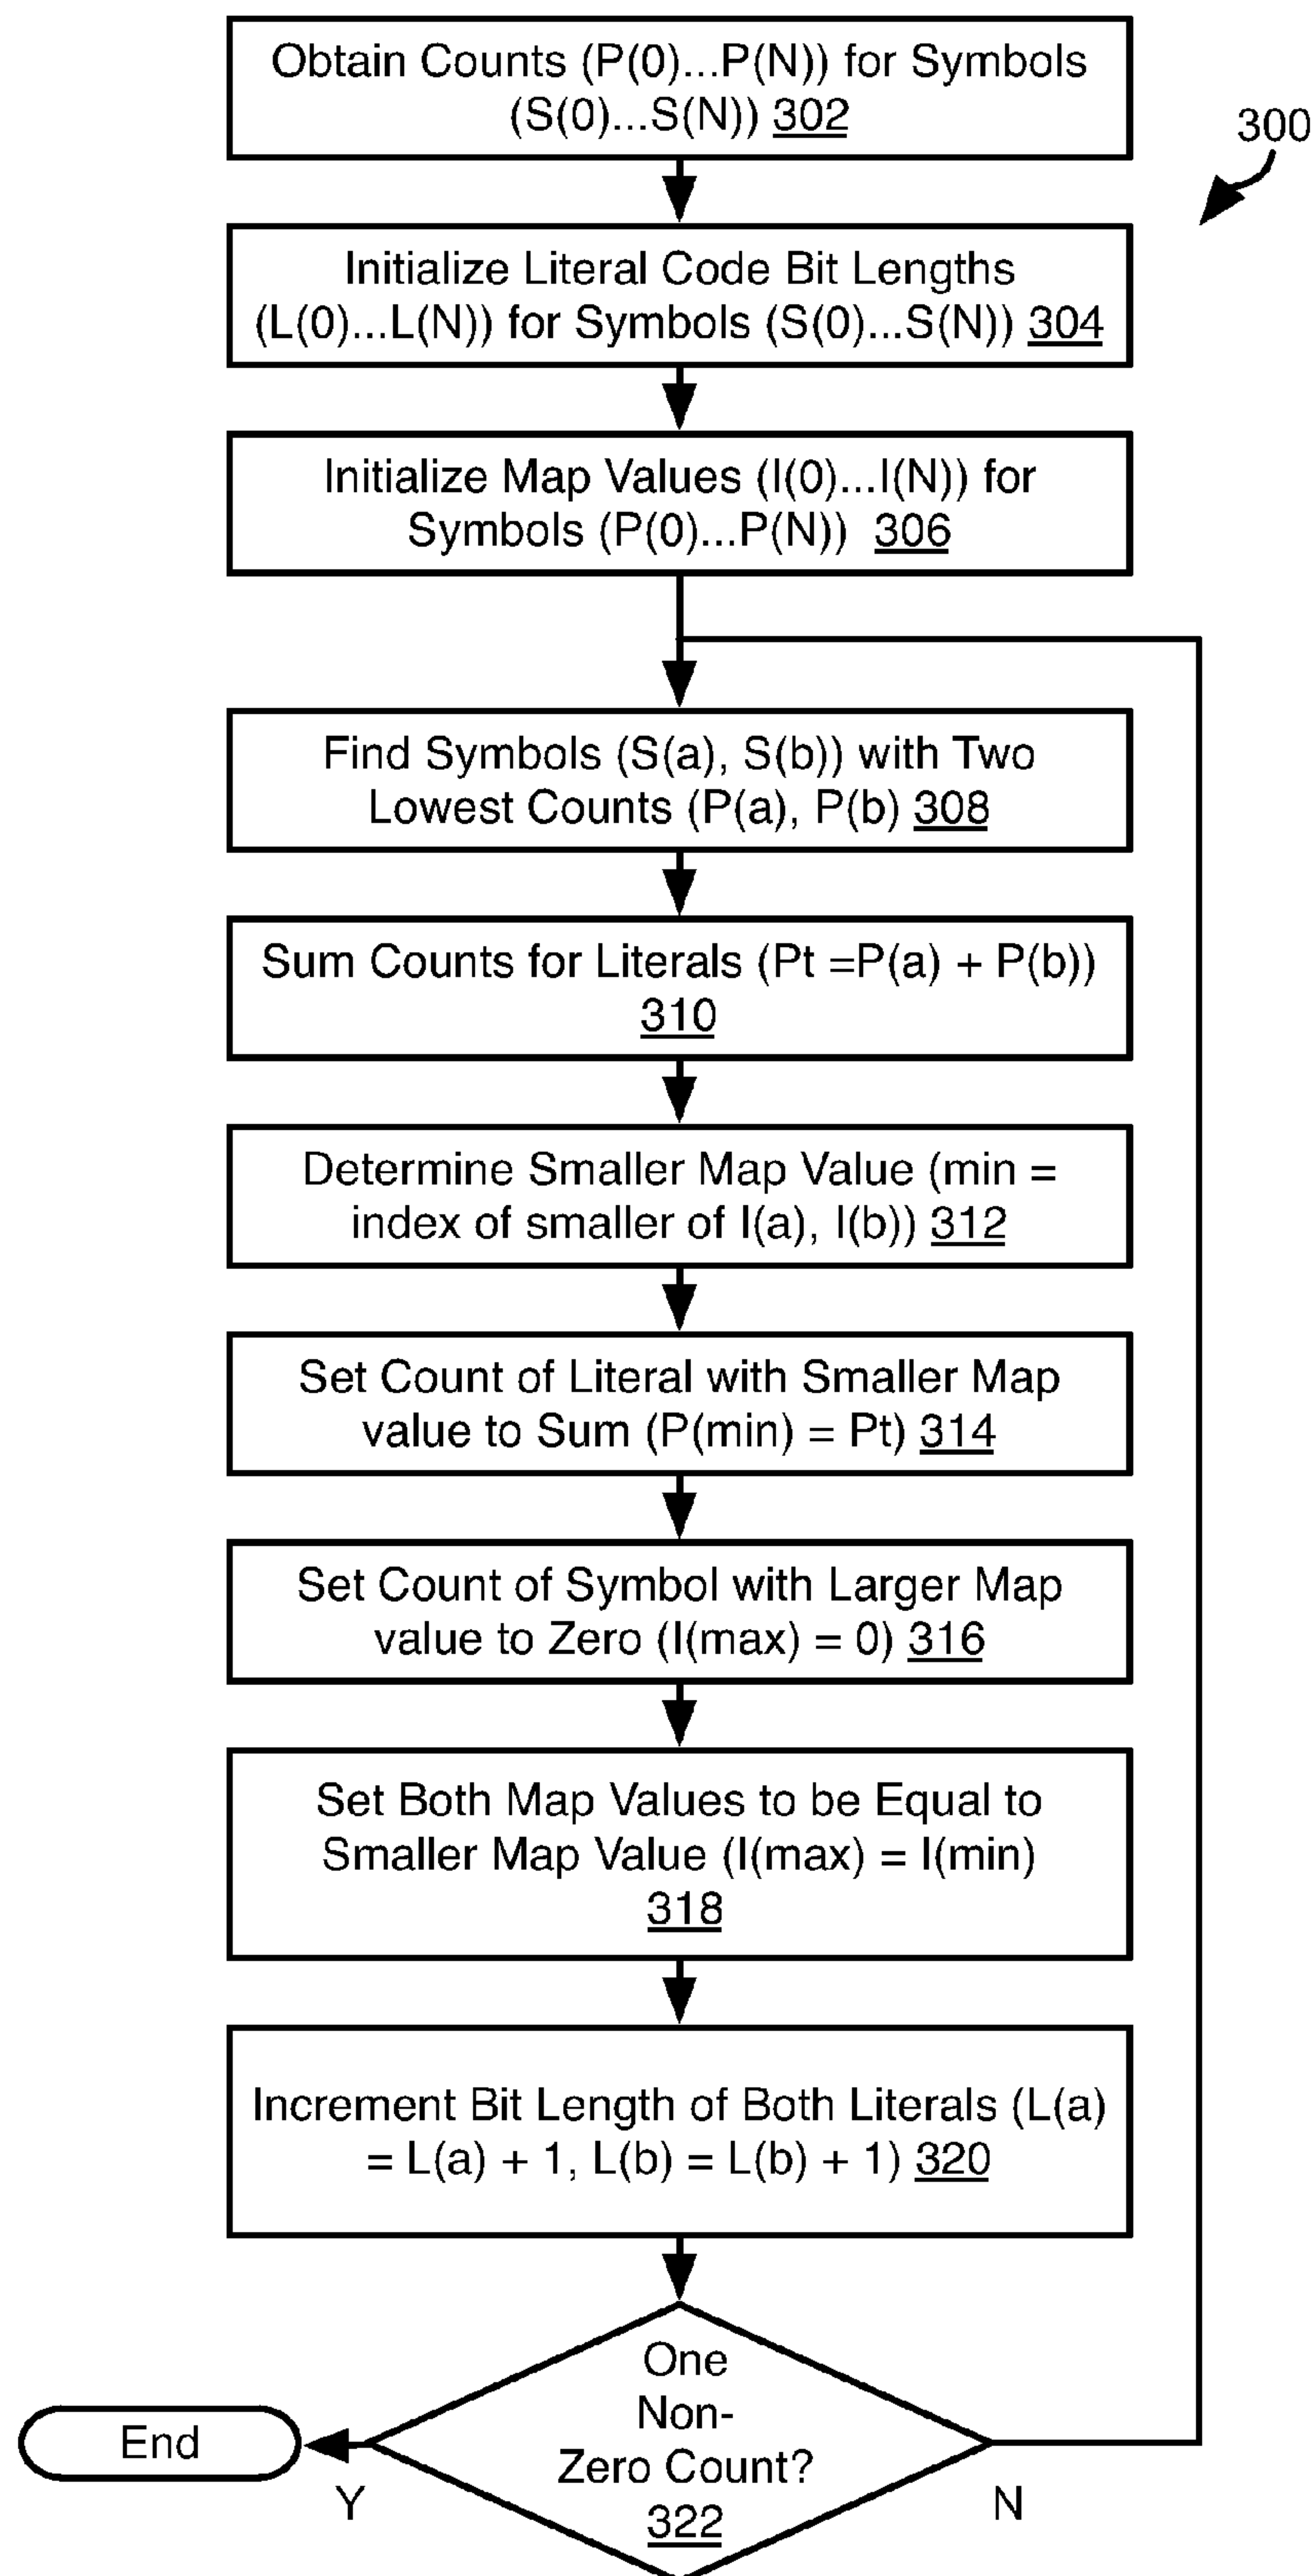 Obtain Counts (P(0)...P(N)) for Symbols
(S(0)...S(N)) 302
300
Initialize Literal Code Bit Lengths
(L(0)...L(N)) for Symbols (S(0)...S(N)) 304
Initialize Map Values (I(0)...I(N)) for
Symbols (P(0)...P(N)) 306
Find Symbols (S(a), S(b)) with Two
Lowest Counts (P(a), P(b) 308
Sum Counts for Literals (Pt =P(a) + P(b))
310
Determine Smaller Map Value (min =
index of smaller of I(a), I(b)) 312
Set Count of Literal with Smaller Map
value to Sum (P(min) = Pt) 314
Set Count of Symbol with Larger Map
value to Zero (I(max) = 0) 316
Set Both Map Values to be Equal to
Smaller Map Value (I(max) = I(min)
318
Increment Bit Length of Both Literals (L(a)
= L(a) + 1, L(b) = L(b) + 1) 320
One
Non-
Zero Count?
322
End
Y
N